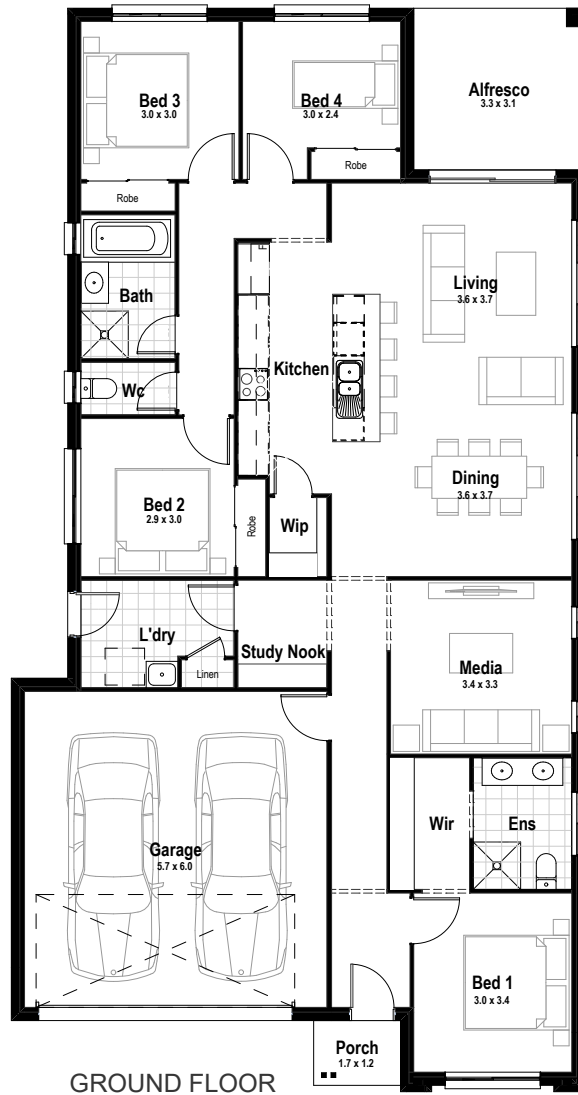 Bed 3
3.0 x 3.0
Bed 4
3.0 x 2.4
Alfresco
3.3 x 3.1
Robe
Robe
Bath
Living
3.6 x 3.7
Kitchen
Wc
Bed 2
2.9 x 3.0
Robe
Wip
Dining
3.6 x 3.7
L'dry
Linen
Study Nook
Media
3.4 x 3.3
Garage
5.7 x 6.0
Wir
Ens
Bed 1
3.0 x 3.4
Porch
1.7 x 1.2
GROUND FLOOR